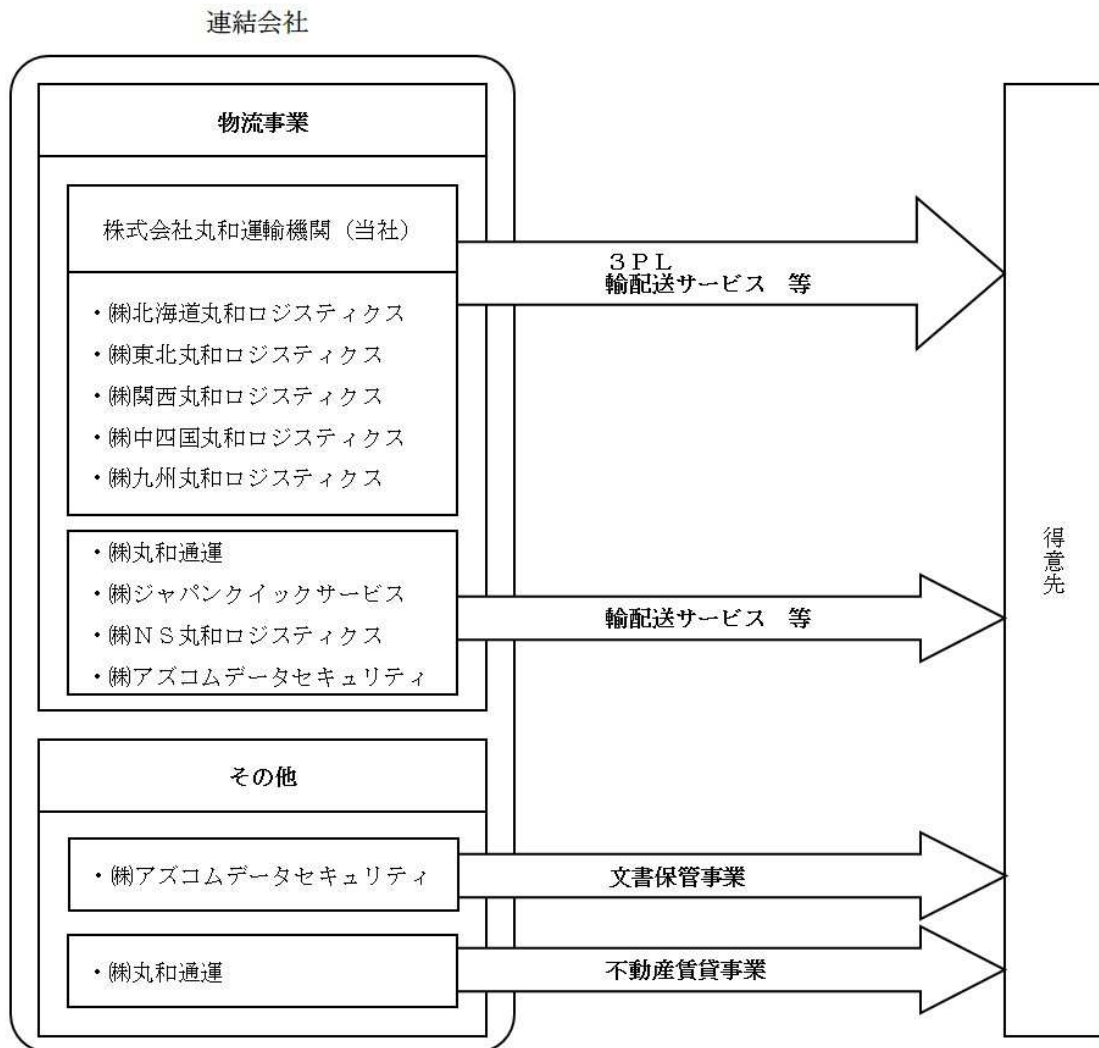 連結会社
物流事業
株式会社丸和運輸機関（当社）
・㈱北海道丸和ロジスティクス
・㈱東北丸和ロジスティクス
・㈱関西丸和ロジスティクス
・㈱中四国丸和ロジスティクス
・㈱九州丸和ロジスティクス
３ＰＬ
輸配送サービス　等
・㈱丸和通運
・㈱ジャパンクイックサービス
・㈱ＮＳ丸和ロジスティクス
・㈱アズコムデータセキュリティ
輸配送サービス　等
その他
・㈱アズコムデータセキュリティ
文書保管事業
・㈱丸和通運
不動産賃貸事業
得意先